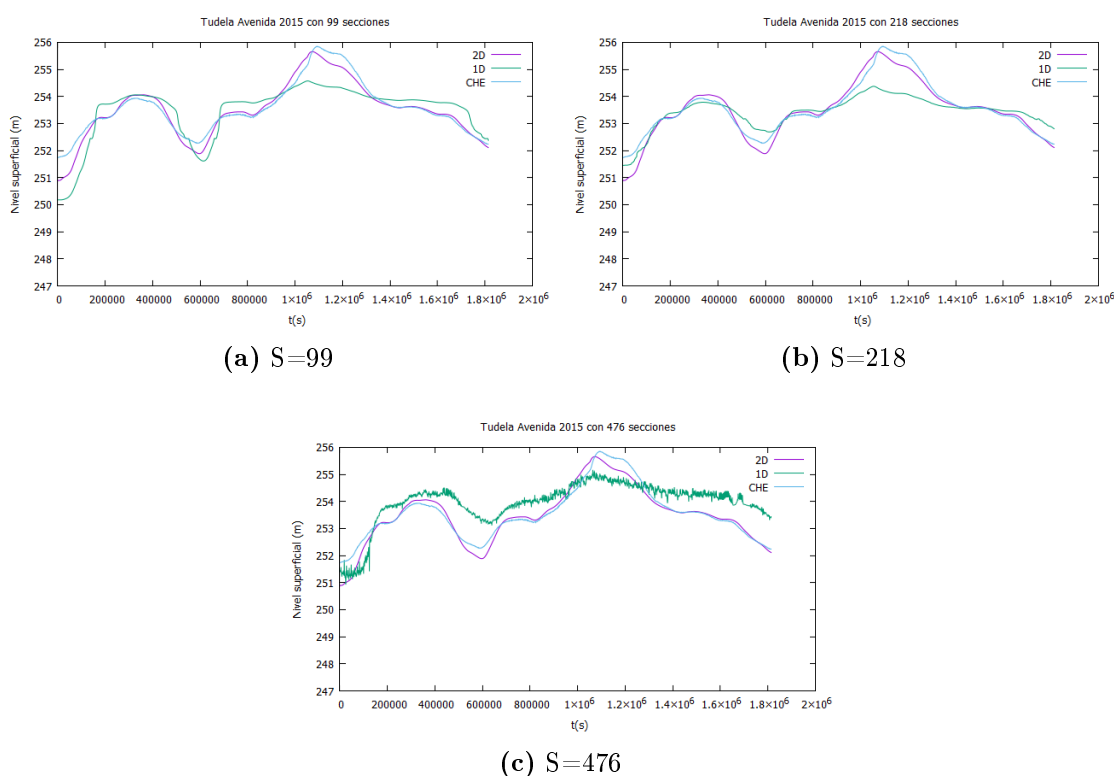 Tudela Avenida 2015 con 99 secciones
256
255
254
253
252
251
250
249
248
247
Nivel superficial (m)
2D
1D
CHE
0 200000 400000 600000 800000 1×10⁶ 1.2×10⁶ 1.4×10⁶ 1.6×10⁶ 1.8×10⁶ 2×10⁶
t(s)
(a) S=99
Tudela Avenida 2015 con 218 secciones
256
255
254
253
252
251
250
249
248
247
Nivel superficial (m)
2D
1D
CHE
0 200000 400000 600000 800000 1×10⁶ 1.2×10⁶ 1.4×10⁶ 1.6×10⁶ 1.8×10⁶ 2×10⁶
t(s)
(b) S=218
Tudela Avenida 2015 con 476 secciones
256
255
254
253
252
251
250
249
248
247
Nivel superficial (m)
2D
1D
CHE
0 200000 400000 600000 800000 1×10⁶ 1.2×10⁶ 1.4×10⁶ 1.6×10⁶ 1.8×10⁶ 2×10⁶
t(s)
(c) S=476